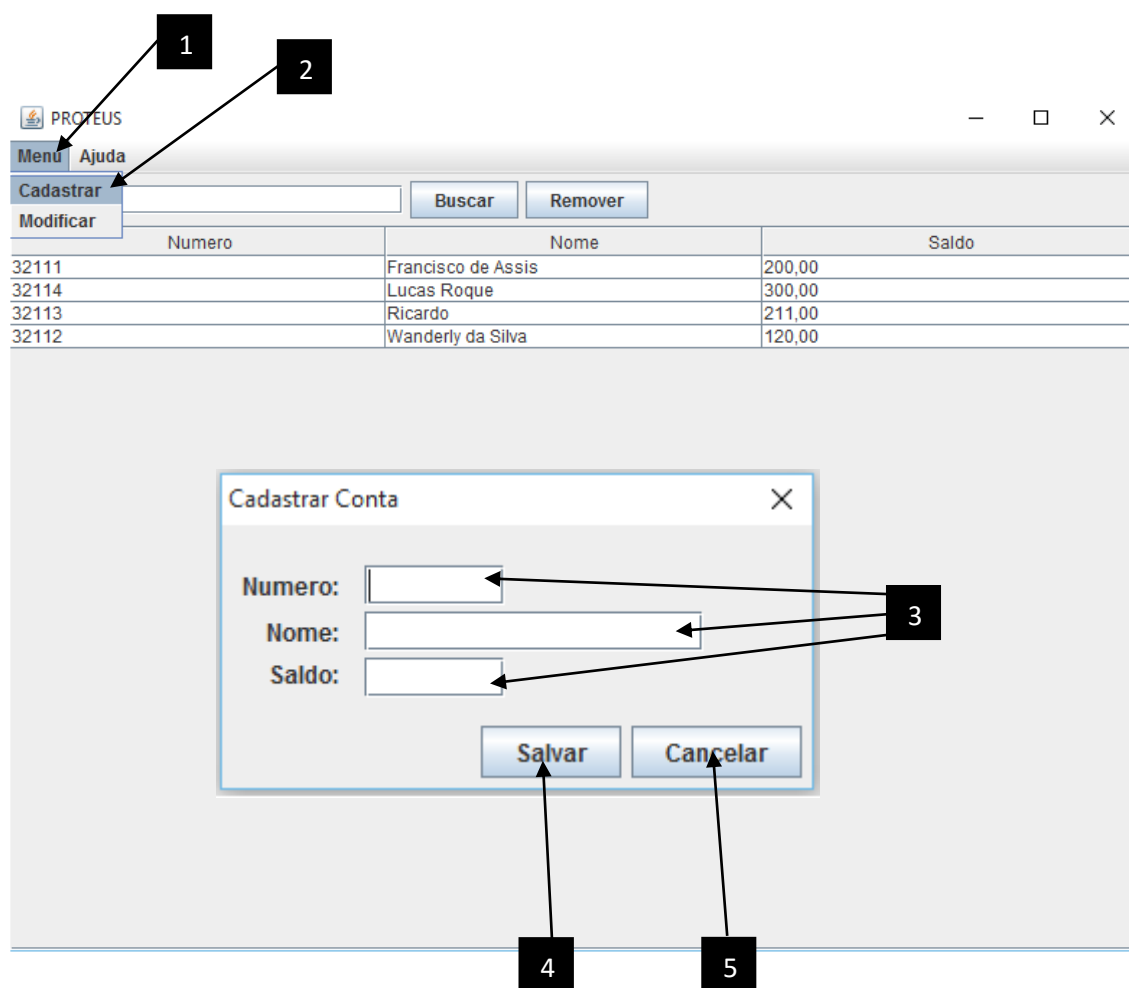 1
2
PROTEUS
Menu Ajuda
Cadastrar
Buscar Remover
Modificar
Numero Nome Saldo
32111 Francisco de Assis 200,00
32114 Lucas Roque 300,00
32113 Ricardo 211,00
32112 Wanderly da Silva 120,00
Cadastrar Conta
Numero:
3
Nome:
Saldo:
Salvar Cancelar
4 5